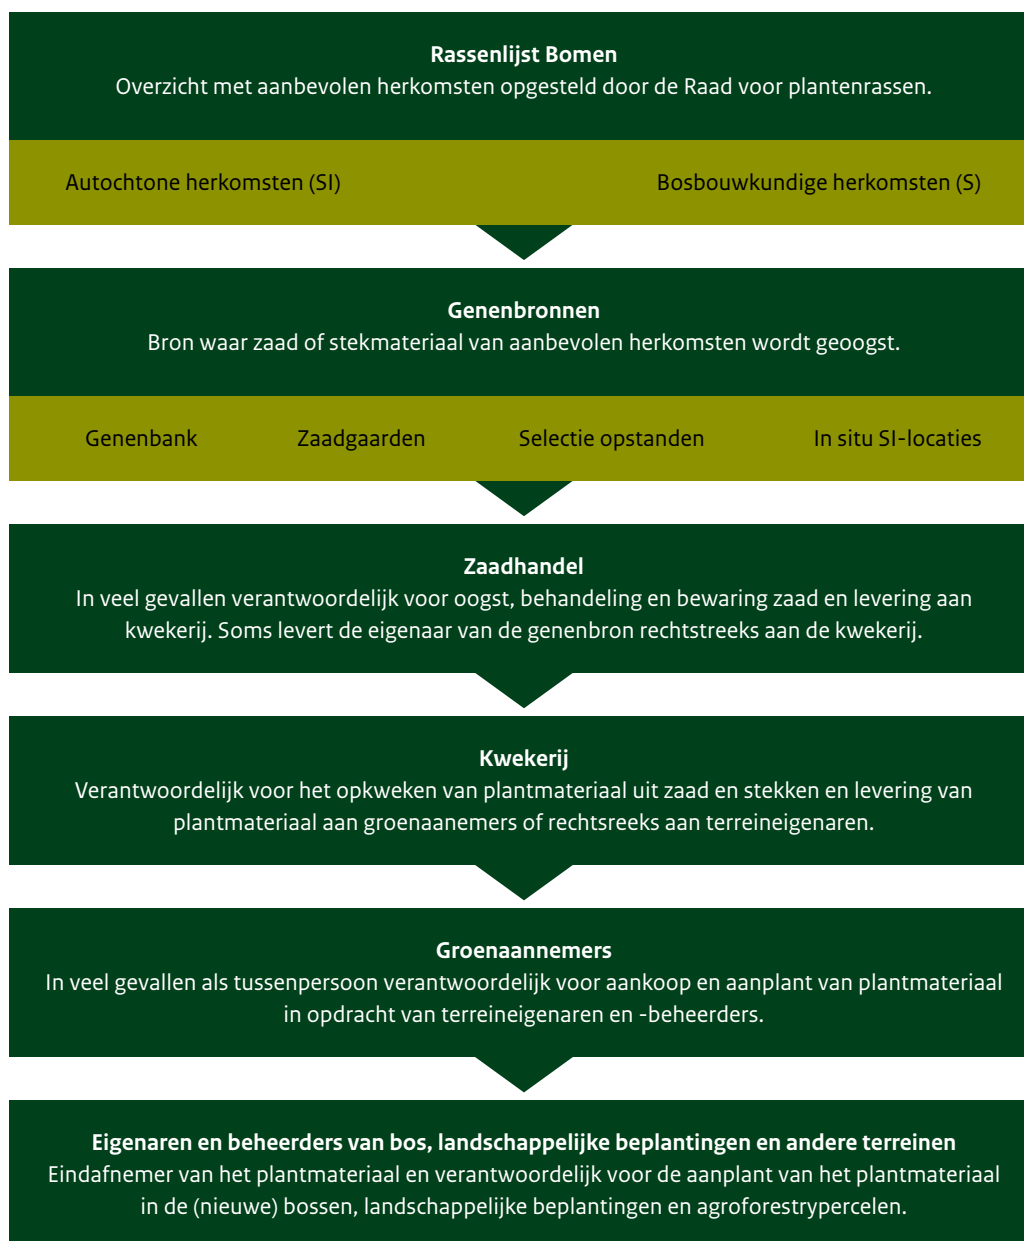 Rassenlijst Bomen
Overzicht met aanbevolen herkomsten opgesteld door de Raad voor plantenrassen.
Autochtone herkomsten (SI)
Bosbouwkundige herkomsten (S)
Genenbronnen
Bron waar zaad of stekmateriaal van aanbevolen herkomsten wordt geoogst.
Genenbank
Zaadgaarden
Selectie opstanden
In situ SI-locaties
Zaadhandel
In veel gevallen verantwoordelijk voor oogst, behandeling en bewaring zaad en levering aan
kwekerij. Soms levert de eigenaar van de genenbron rechtstreeks aan de kwekerij.
Kwekerij
Verantwoordelijk voor het opkweken van plantmateriaal uit zaad en stekken en levering van
plantmateriaal aan groenaanemers of rechtsreeks aan terreineigenaren.
Groenaannemers
In veel gevallen als tussenpersoon verantwoordelijk voor aankoop en aanplant van plantmateriaal
in opdracht van terreineigenaren en -beheerders.
Eigenaren en beheerders van bos, landschappelijke beplantingen en andere terreinen
Eindafnemer van het plantmateriaal en verantwoordelijk voor de aanplant van het plantmateriaal
in de (nieuwe) bossen, landschappelijke beplantingen en agroforestrypercelen.